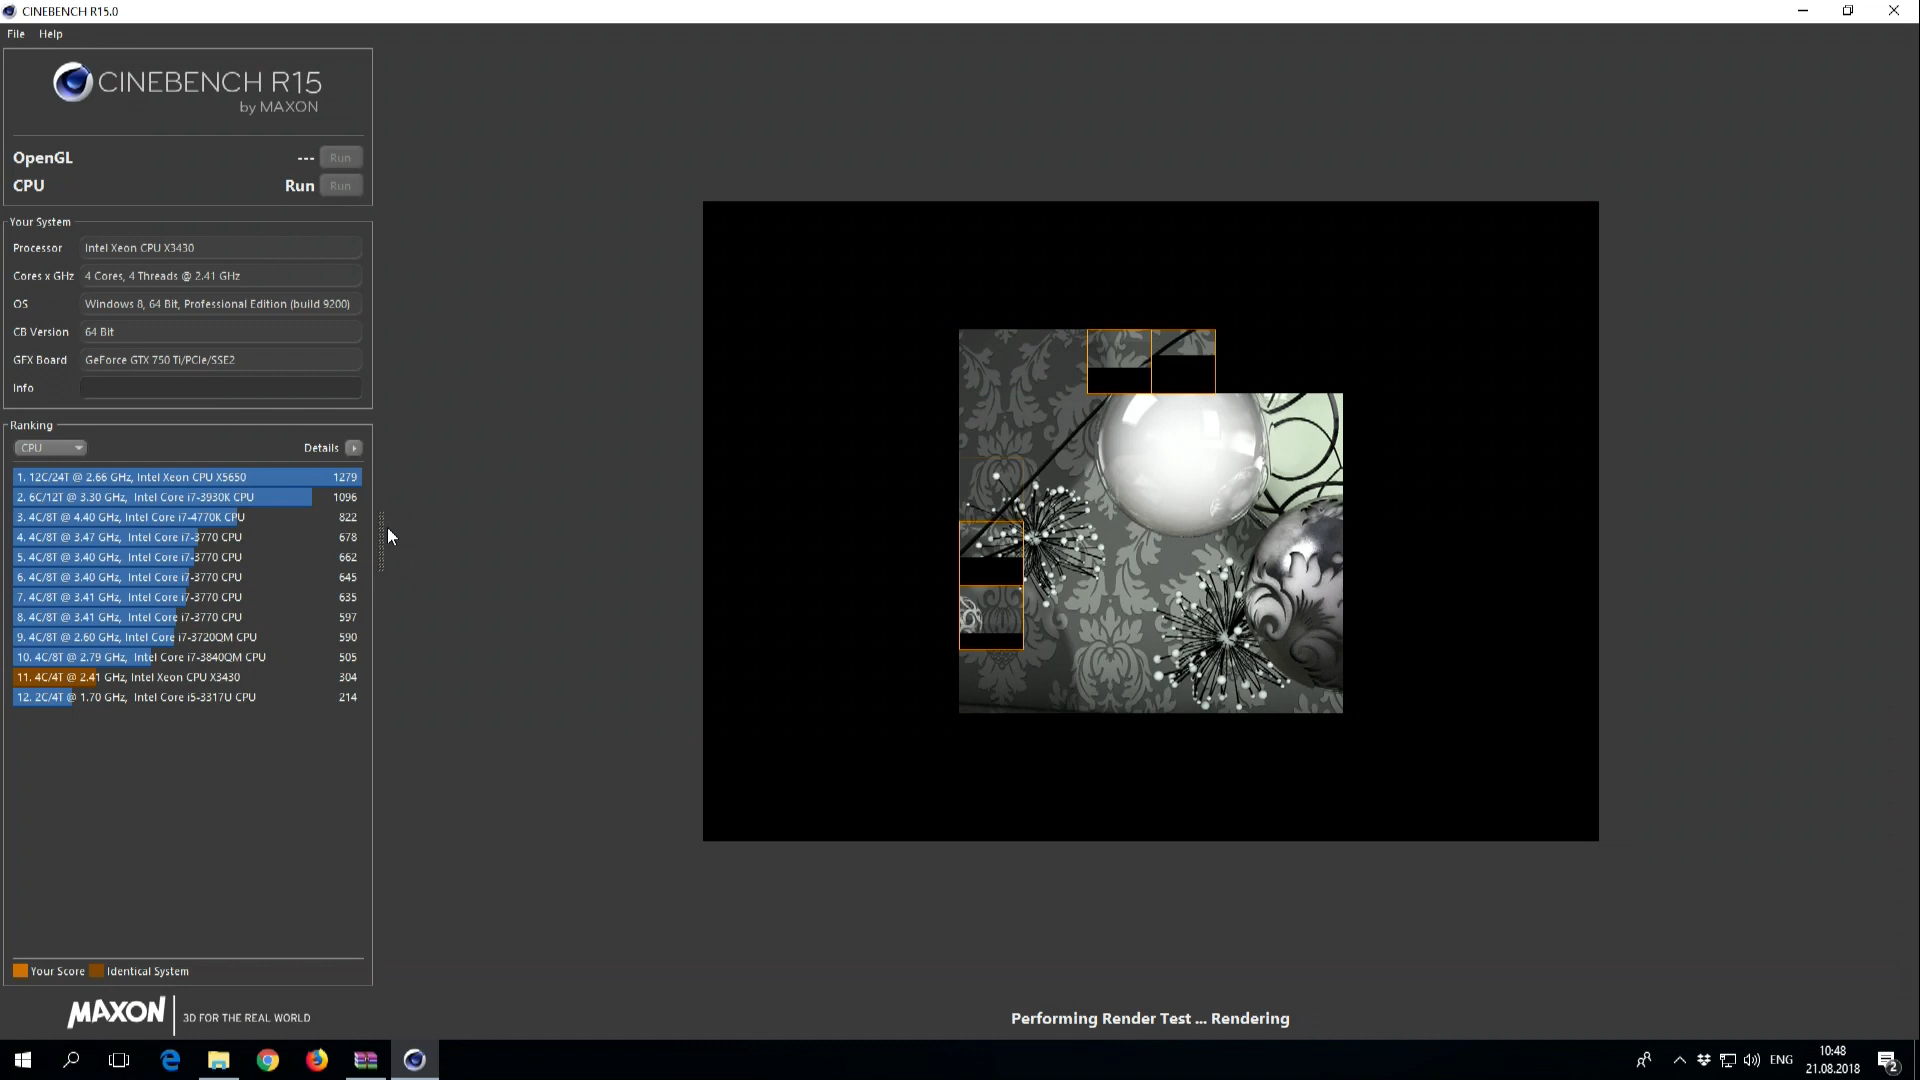 CINEBENCH R15.0
File Help
CINEBENCH R15
by MAXON
OpenGL --- Run
CPU Run Run
Your System
Processor Intel Xeon CPU X3430
Cores x GHz 4 Cores, 4 Threads @ 2.41 GHz
OS Windows 8, 64 Bit, Professional Edition (build 9200)
CB Version 64 Bit
GFX Board GeForce GTX 750 Ti/PCIe/SSE2
Info
Ranking
CPU Details
1. 12C/24T @ 2.66 GHz, Intel Xeon CPU X5650 1279
2. 6C/12T @ 3.30 GHz, Intel Core i7-3930K CPU 1096
3. 4C/8T @ 4.40 GHz, Intel Core i7-4770K CPU 822
4. 4C/8T @ 3.47 GHz, Intel Core i7-3770 CPU 678
5. 4C/8T @ 3.40 GHz, Intel Core i7-3770 CPU 662
6. 4C/8T @ 3.40 GHz, Intel Core i7-3770 CPU 645
7. 4C/8T @ 3.41 GHz, Intel Core i7-3770 CPU 635
8. 4C/8T @ 3.41 GHz, Intel Core i7-3770 CPU 597
9. 4C/8T @ 2.60 GHz, Intel Core i7-3720QM CPU 590
10. 4C/8T @ 2.79 GHz, Intel Core i7-3840QM CPU 505
11. 4C/4T @ 2.41 GHz, Intel Xeon CPU X3430 304
12. 2C/4T @ 1.70 GHz, Intel Core i5-3317U CPU 214
Your Score Identical System
MAXON 3D FOR THE REAL WORLD
Performing Render Test ... Rendering
ENG
10:48
21.08.2018
2